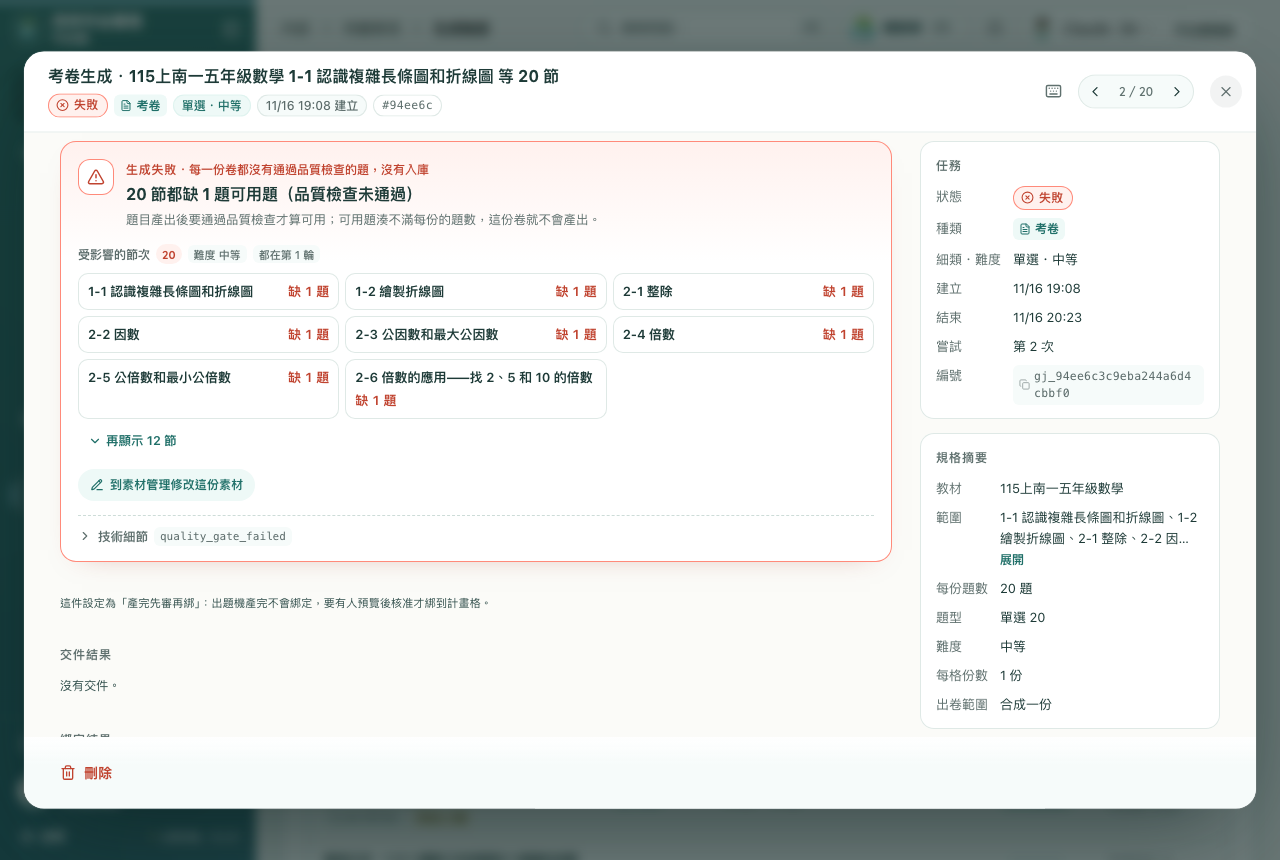 考卷生成 · 115上南一五年級數學 1-1 認識複雜長條圖和折線圖 等 20 節
失敗 考卷 單選 · 中等 11/16 19:08 建立 #94ee6c
2 / 20
生成失敗 · 每一份卷都沒有通過品質檢查的題，沒有入庫
20 節都缺 1 題可用題（品質檢查未通過）
題目產出後要通過品質檢查才算可用；可用題湊不滿每份的題數，這份卷就不會產出。
受影響的節次 20 難度 中等 都在第 1 輪
1-1 認識複雜長條圖和折線圖 缺 1 題
1-2 繪製折線圖 缺 1 題
2-1 整除 缺 1 題
2-2 因數 缺 1 題
2-3 公因數和最大公因數 缺 1 題
2-4 倍數 缺 1 題
2-5 公倍數和最小公倍數 缺 1 題
2-6 倍數的應用——找 2、5 和 10 的倍數
缺 1 題
再顯示 12 節
到素材管理修改這份素材
技術細節 quality_gate_failed
這件設定為「產完先審再綁」：出題機產完不會綁定，要有人預覽後核准才綁到計畫格。
交件結果
沒有交件。
刪除
任務
狀態 失敗
種類 考卷
細類 · 難度 單選 · 中等
建立 11/16 19:08
結束 11/16 20:23
嘗試 第 2 次
編號 gj_94ee6c3c9eba244a6d4
cbbf0
規格摘要
教材 115上南一五年級數學
範圍 1-1 認識複雜長條圖和折線圖、1-2
繪製折線圖、2-1 整除、2-2 因...
展開
每份題數 20 題
題型 單選 20
難度 中等
每格份數 1 份
出卷範圍 合成一份